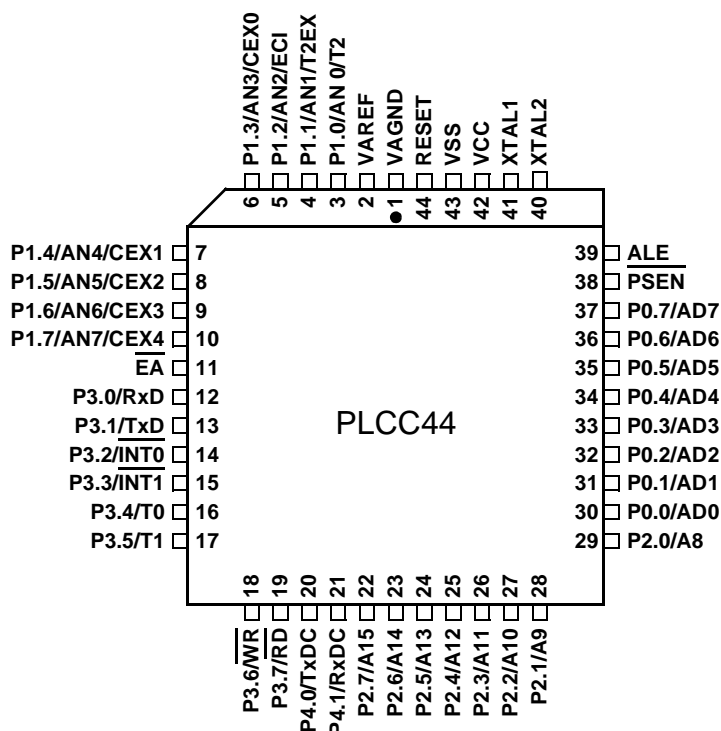 P1.3/AN3/CEX0
P1.2/AN2/ECI
P1.1/AN1/T2EX
P1.0/AN 0/T2
VAREF
VAGND
RESET
VSS
VCC
XTAL1
XTAL2
6 5 4 3 2 1 44 43 42 41 40
P1.4/AN4/CEX1 7
P1.5/AN5/CEX2 8
P1.6/AN6/CEX3 9
P1.7/AN7/CEX4 10
EA 11
P3.0/RxD 12
P3.1/TxD 13
P3.2/INT0 14
P3.3/INT1 15
P3.4/T0 16
P3.5/T1 17
PLCC44
39 ALE
38 PSEN
37 P0.7/AD7
36 P0.6/AD6
35 P0.5/AD5
34 P0.4/AD4
33 P0.3/AD3
32 P0.2/AD2
31 P0.1/AD1
30 P0.0/AD0
29 P2.0/A8
18 19 20 21 22 23 24 25 26 27 28
P3.6/WR
P3.7/RD
P4.0/TxDC
P4.1/RxDC
P2.7/A15
P2.6/A14
P2.5/A13
P2.4/A12
P2.3/A11
P2.2/A10
P2.1/A9